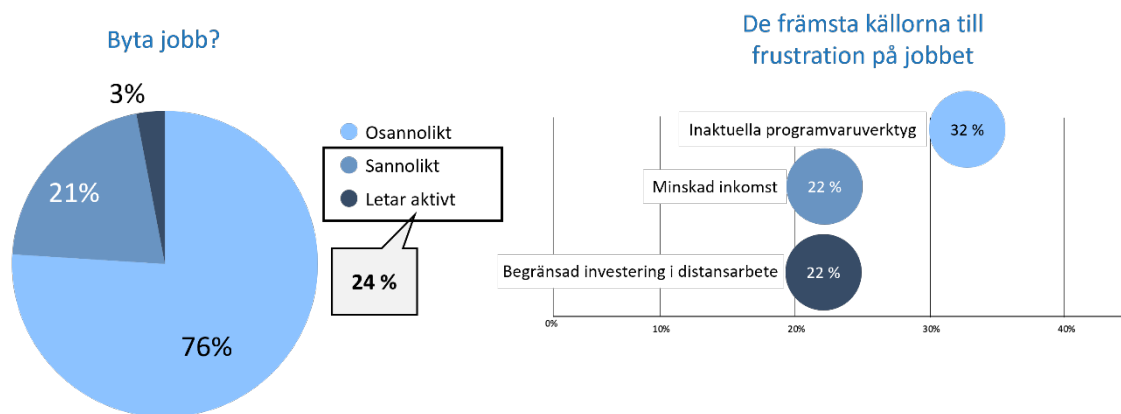 Byta jobb?
3%
21%
76%
Osannolikt
Sannolikt
Letar aktivt
24 %
De främsta källorna till
frustration på jobbet
Inaktuella programvaruverktyg
32 %
Minskad inkomst
22 %
Begränsad investering i distansarbete
22 %
0%
10%
20%
30%
40%